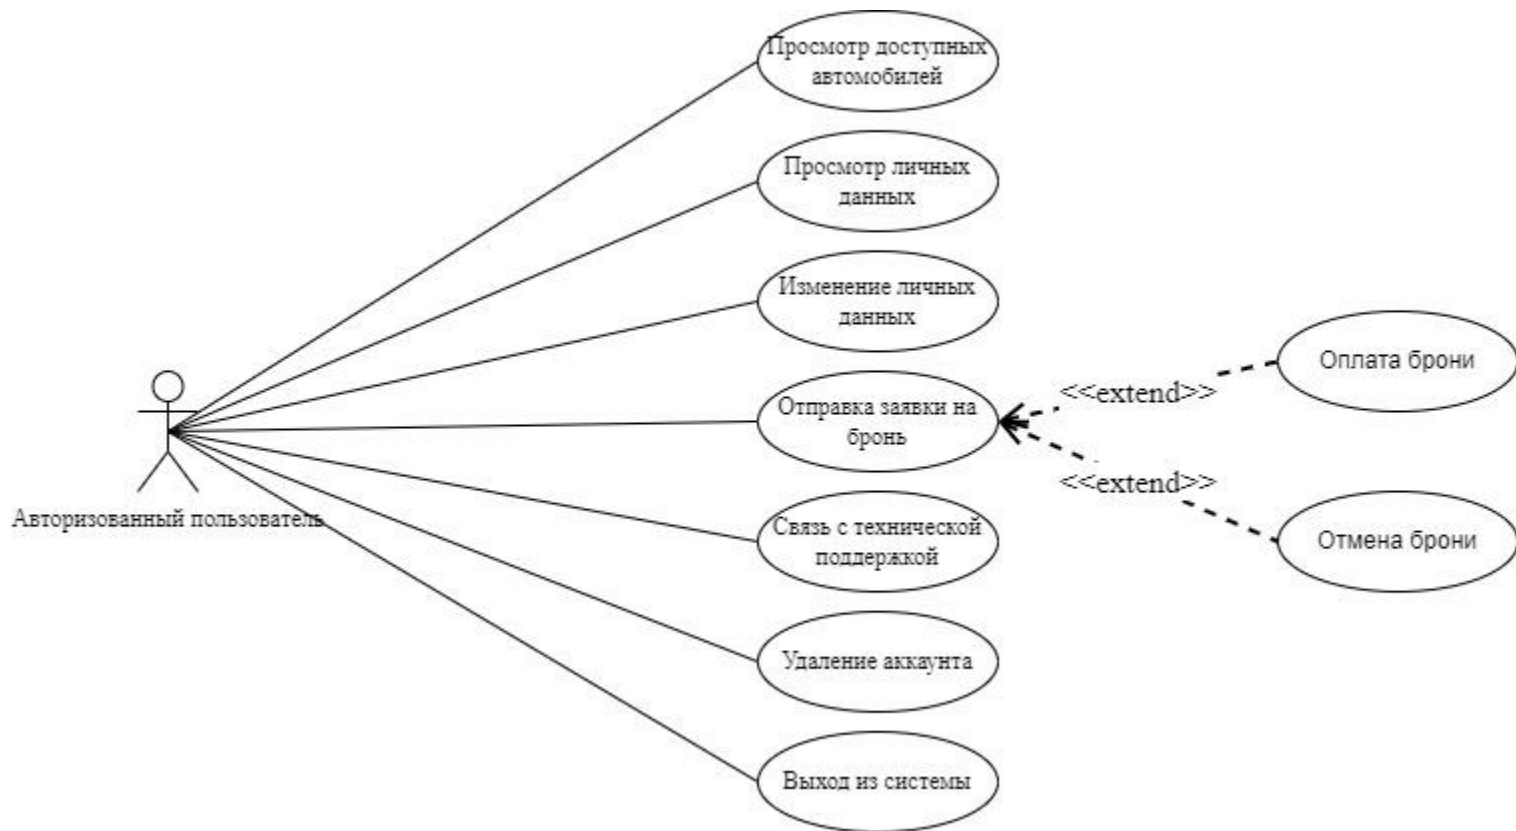 Просмотр доступных
автомобилей
Просмотр личных
данных
Изменение личных
данных
Оплата брони
<<extend>>
Отправка заявки на
бронь
<<extend>>
Авторизованный пользователь
Связь с технической
поддержкой
Отмена брони
Удаление аккаунта
Выход из системы